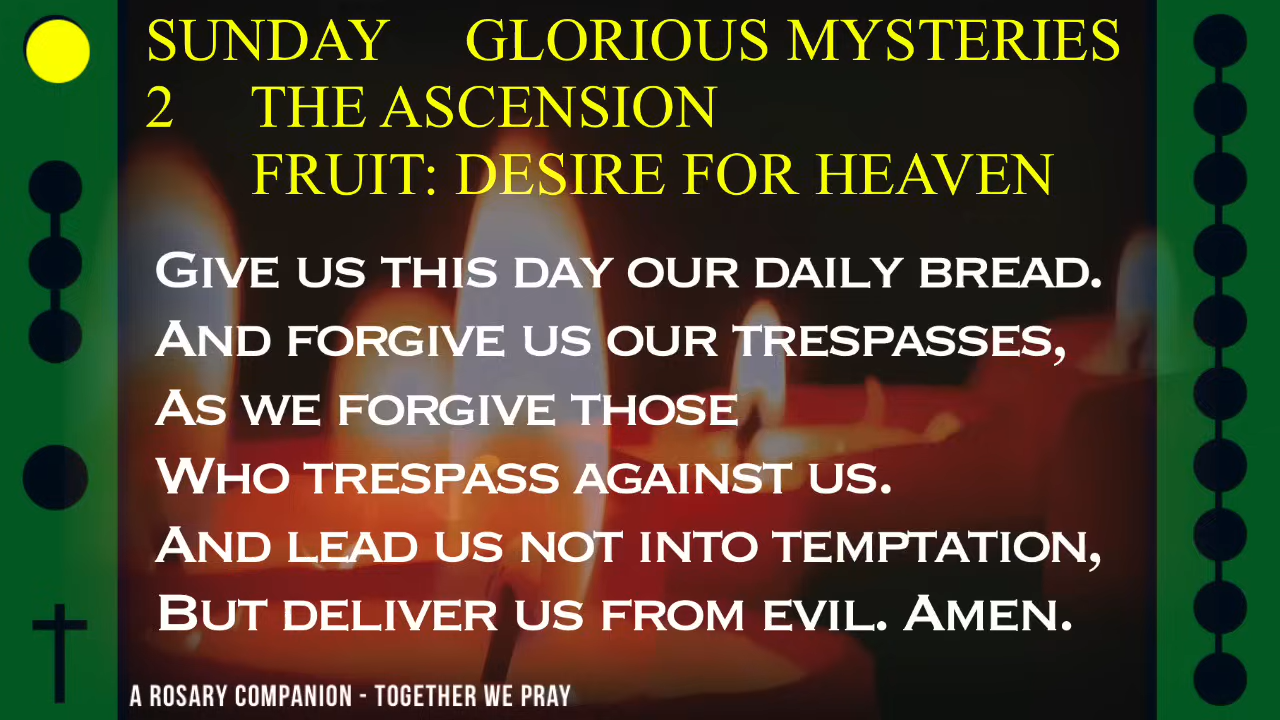 SUNDAY GLORIOUS MYSTERIES
2 THE ASCENSION
FRUIT: DESIRE FOR HEAVEN
Give us this day our daily bread.
And forgive us our trespasses,
As we forgive those
Who trespass against us.
And lead us not into temptation,
But deliver us from evil. Amen.
A ROSARY COMPANION - TOGETHER WE PRAY